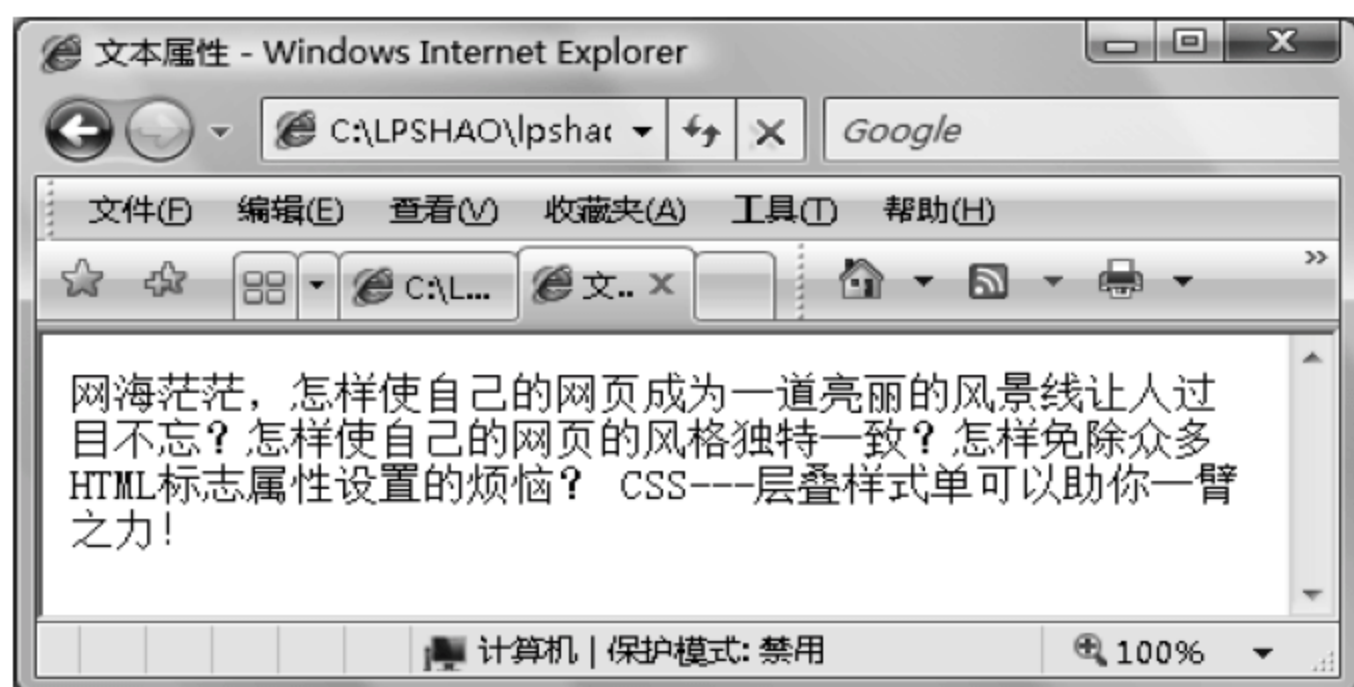 文本属性 - Windows Internet Explorer
C:\LPSHAO\lpshac
Google
文件(F) 编辑(E) 查看(V) 收藏夹(A) 工具(T) 帮助(H)
C:\L... 文..
网海茫茫，怎样使自己的网页成为一道亮丽的风景线让人过
目不忘？怎样使自己的网页的风格独特一致？怎样免除众多
HTML标志属性设置的烦恼？ CSS---层叠样式单可以助你一臂
之力！
计算机 | 保护模式: 禁用 100%